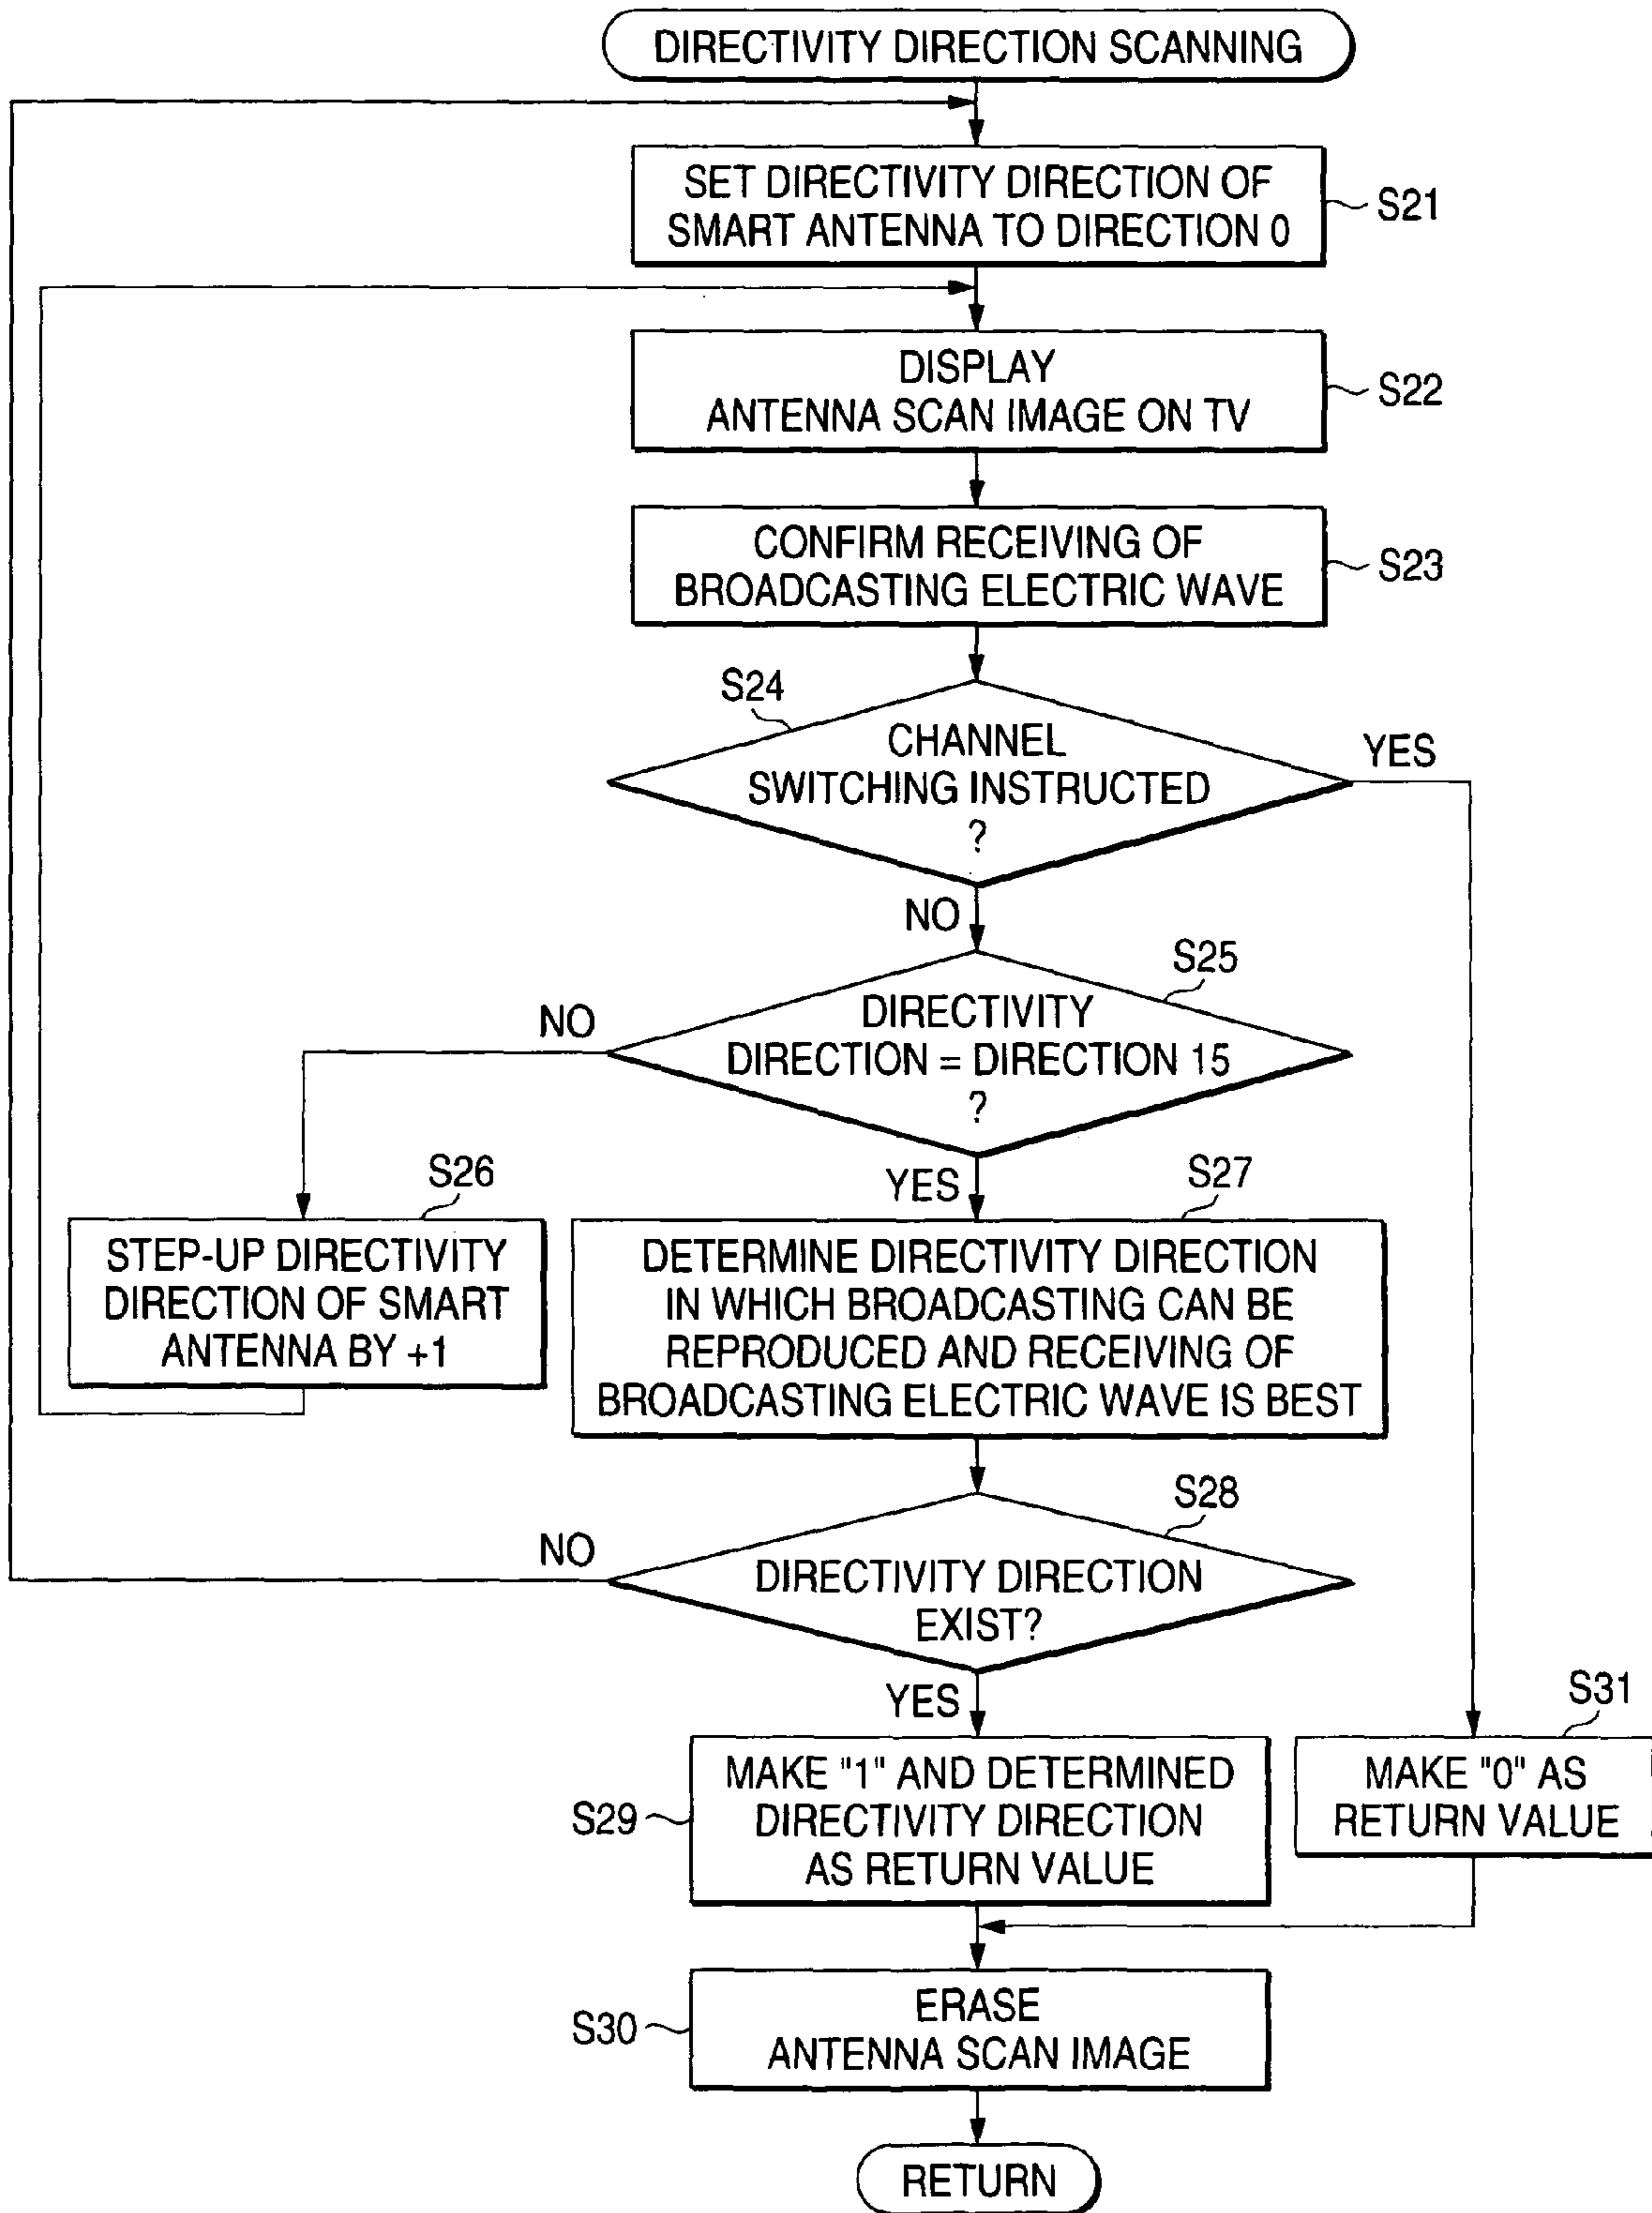 DIRECTIVITY DIRECTION SCANNING
SET DIRECTIVITY DIRECTION OF
SMART ANTENNA TO DIRECTION 0
S21
DISPLAY
ANTENNA SCAN IMAGE ON TV
S22
CONFIRM RECEIVING OF
BROADCASTING ELECTRIC WAVE
S23
S24
CHANNEL
SWITCHING INSTRUCTED
?
YES
NO
S25
DIRECTIVITY
DIRECTION = DIRECTION 15
?
NO
YES
S26
STEP-UP DIRECTIVITY
DIRECTION OF SMART
ANTENNA BY +1
S27
DETERMINE DIRECTIVITY DIRECTION
IN WHICH BROADCASTING CAN BE
REPRODUCED AND RECEIVING OF
BROADCASTING ELECTRIC WAVE IS BEST
S28
NO
DIRECTIVITY DIRECTION
EXIST?
YES
S29
MAKE "1" AND DETERMINED
DIRECTIVITY DIRECTION
AS RETURN VALUE
S31
MAKE "0" AS
RETURN VALUE
S30
ERASE
ANTENNA SCAN IMAGE
RETURN